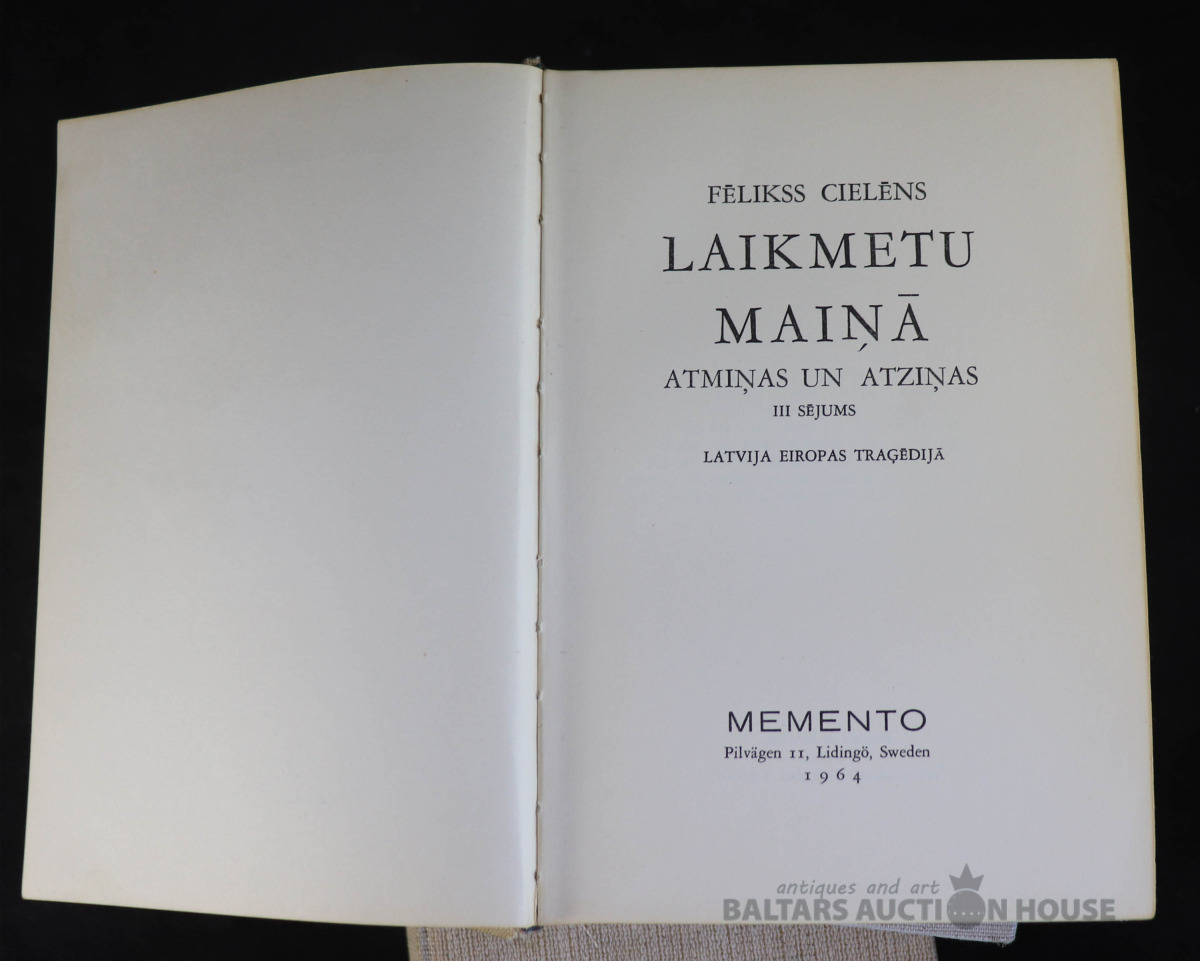 FĒLIKSS CIELĒNS
LAIKMETU
MAIŅĀ
ATMIŅAS UN ATZIŅAS
III SĒJUMS
LATVIJA EIROPAS TRAĢĒDIJĀ
MEMENTO
Pilvägen 11, Lidingö, Sweden
1964
antiques and art
BALTARS AUCTION HOUSE